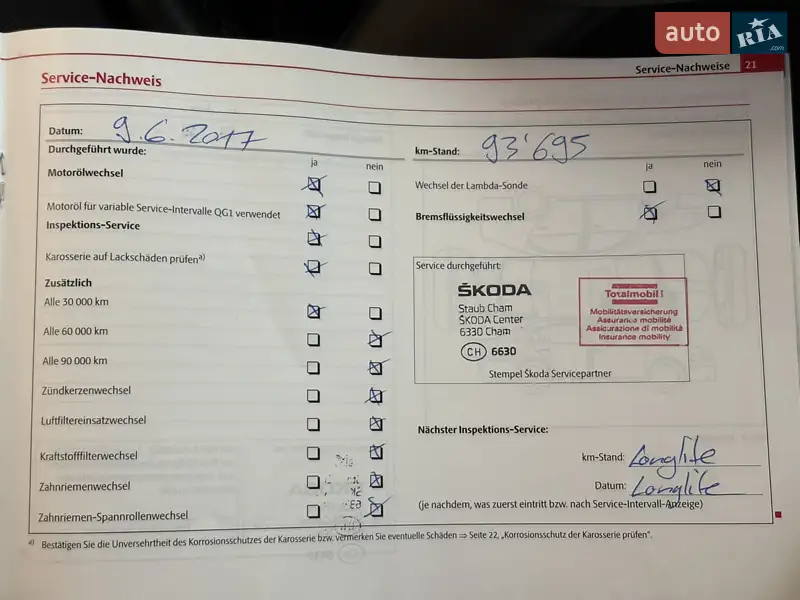 auto
RIA
.com
Service-Nachweis
Service-Nachweise 21
Datum: 9.6.2017
Durchgeführt wurde:
ja nein
Motorölwechsel
Motoröl für variable Service-Intervalle QG1 verwendet
Inspektions-Service
Karosserie auf Lackschäden prüfen a)
Zusätzlich
Alle 30 000 km
Alle 60 000 km
Alle 90 000 km
Zündkerzenwechsel
Luftfiltereinsatzwechsel
Kraftstofffilterwechsel
Zahnriemenwechsel
Zahnriemen-Spannrollenwechsel
km-Stand: 93'695
ja nein
Wechsel der Lambda-Sonde
Bremsflüssigkeitswechsel
Service durchgeführt:
ŠKODA
Staub Cham
ŠKODA Center
6330 Cham
CH 6630
Totalmobil!
Mobilitätsversicherung
Assurance mobilité
Assicurazione di mobilità
Insurance mobility
Stempel Škoda Servicepartner
Nächster Inspektions-Service:
km-Stand: Longlife
Datum: Longlife
(je nachdem, was zuerst eintritt bzw. nach Service-Intervall-Anzeige)
a) Bestätigen Sie die Unversehrtheit des Korrosionsschutzes der Karosserie bzw. vermerken Sie eventuelle Schäden ⇒ Seite 22, „Korrosionsschutz der Karosserie prüfen".